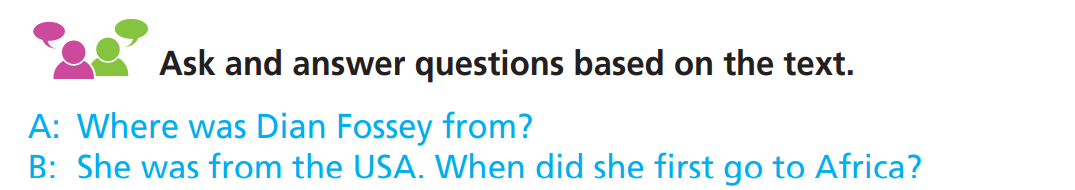 Ask and answer questions based on the text.
A: Where was Dian Fossey from?
B: She was from the USA. When did she first go to Africa?